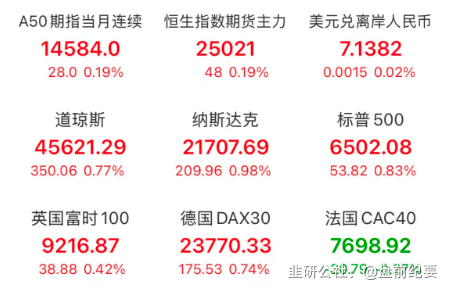 A50期指当月连续 恒生指数期货主力 美元兑离岸人民币
14584.0 25021 7.1382
28.0 0.19% 48 0.19% 0.0015 0.02%
道琼斯 纳斯达克 标普500
45621.29 21707.69 6502.08
350.06 0.77% 209.96 0.98% 53.82 0.83%
英国富时100 德国DAX30 法国CAC40
9216.87 23770.33 7698.92
38.88 0.42% 175.53 0.74%
韭研公社：@盘前纪要